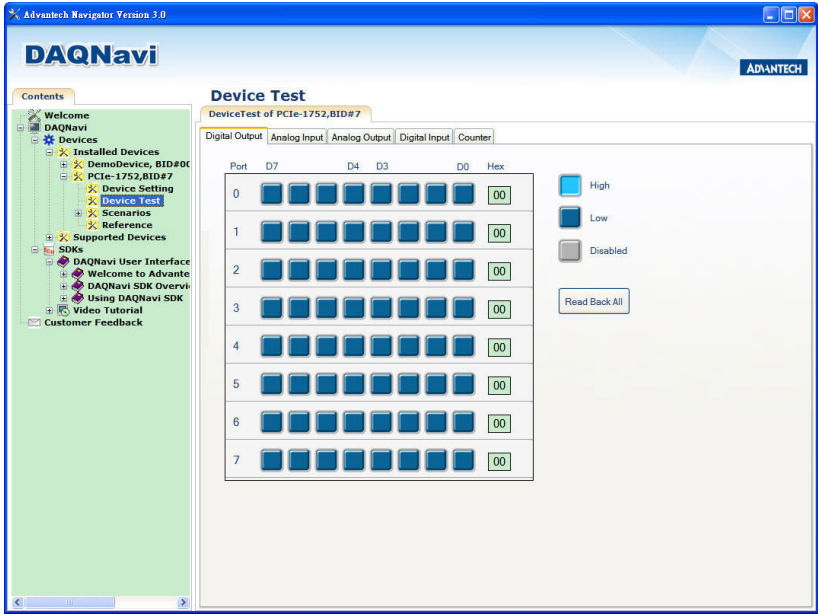 Advantech Navigator Version 3.0
DAQNavi
ADVANTECH
Contents
Welcome
DAQNavi
Devices
Installed Devices
DemoDevice, BID#0(
PCIe-1752,BID#7
Device Setting
Device Test
Scenarios
Reference
Supported Devices
SDKs
DAQNavi User Interface
Welcome to Advante
DAQNavi SDK Overvi
Using DAQNavi SDK
Video Tutorial
Customer Feedback
Device Test
DeviceTest of PCIe-1752,BID#7
Digital Output Analog Input Analog Output Digital Input Counter
Port D7 D4 D3 D0 Hex
0 00
1 00
2 00
3 00
4 00
5 00
6 00
7 00
High
Low
Disabled
Read Back All